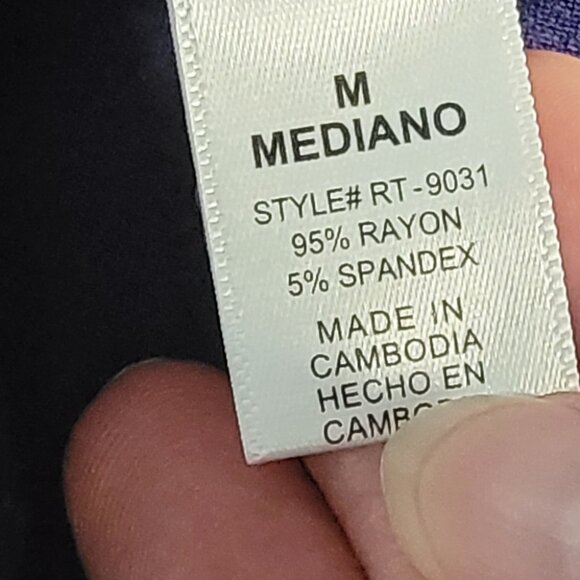 M
MEDIANO
STYLE# RT-9031
95% RAYON
5% SPANDEX
MADE IN
CAMBODIA
HECHO EN